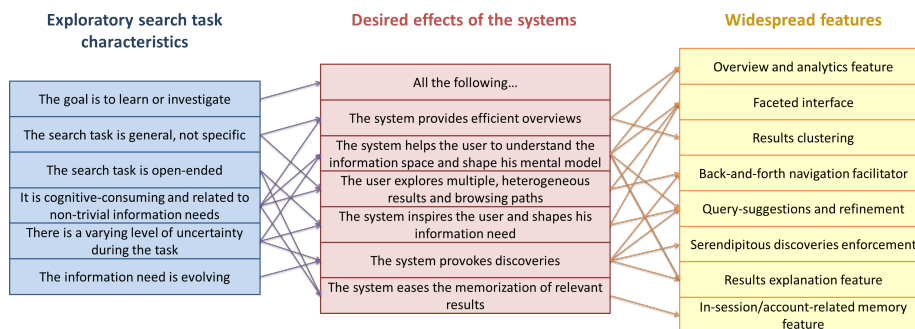 Exploratory search task
characteristics
The goal is to learn or investigate
The search task is general, not specific
The search task is open-ended
It is cognitive-consuming and related to
non-trivial information needs
There is a varying level of uncertainty
during the task
The information need is evolving
Desired effects of the systems
All the following…
The system provides efficient overviews
The system helps the user to understand the
information space and shape his mental model
The user explores multiple, heterogeneous
results and browsing paths
The system inspires the user and shapes his
information need
The system provokes discoveries
The system eases the memorization of relevant
results
Widespread features
Overview and analytics feature
Faceted interface
Results clustering
Back-and-forth navigation facilitator
Query-suggestions and refinement
Serendipitous discoveries enforcement
Results explanation feature
In-session/account-related memory
feature